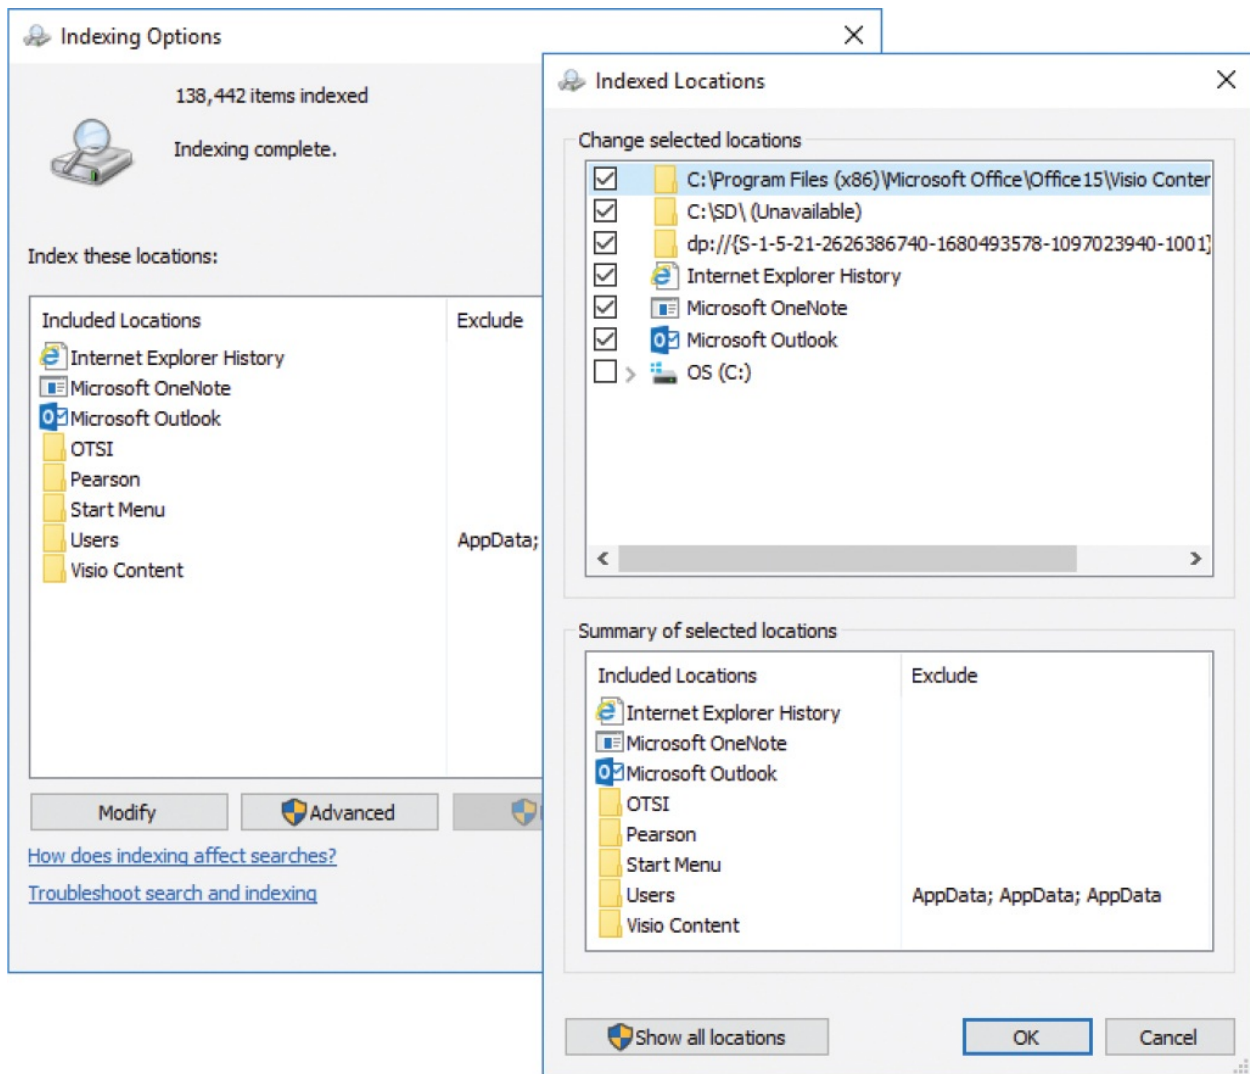 Indexing Options
138,442 items indexed
Indexing complete.
Index these locations:
Included Locations Exclude
Internet Explorer History
Microsoft OneNote
Microsoft Outlook
OTSI
Pearson
Start Menu
Users AppData;
Visio Content
Modify Advanced
How does indexing affect searches?
Troubleshoot search and indexing
Indexed Locations
Change selected locations
C:\Program Files (x86)\Microsoft Office\Office15\Visio Conter
C:\SD\ (Unavailable)
dp://{S-1-5-21-2626386740-1680493578-1097023940-1001}
Internet Explorer History
Microsoft OneNote
Microsoft Outlook
OS (C:)
Summary of selected locations
Included Locations Exclude
Internet Explorer History
Microsoft OneNote
Microsoft Outlook
OTSI
Pearson
Start Menu
Users AppData; AppData; AppData
Visio Content
Show all locations OK Cancel